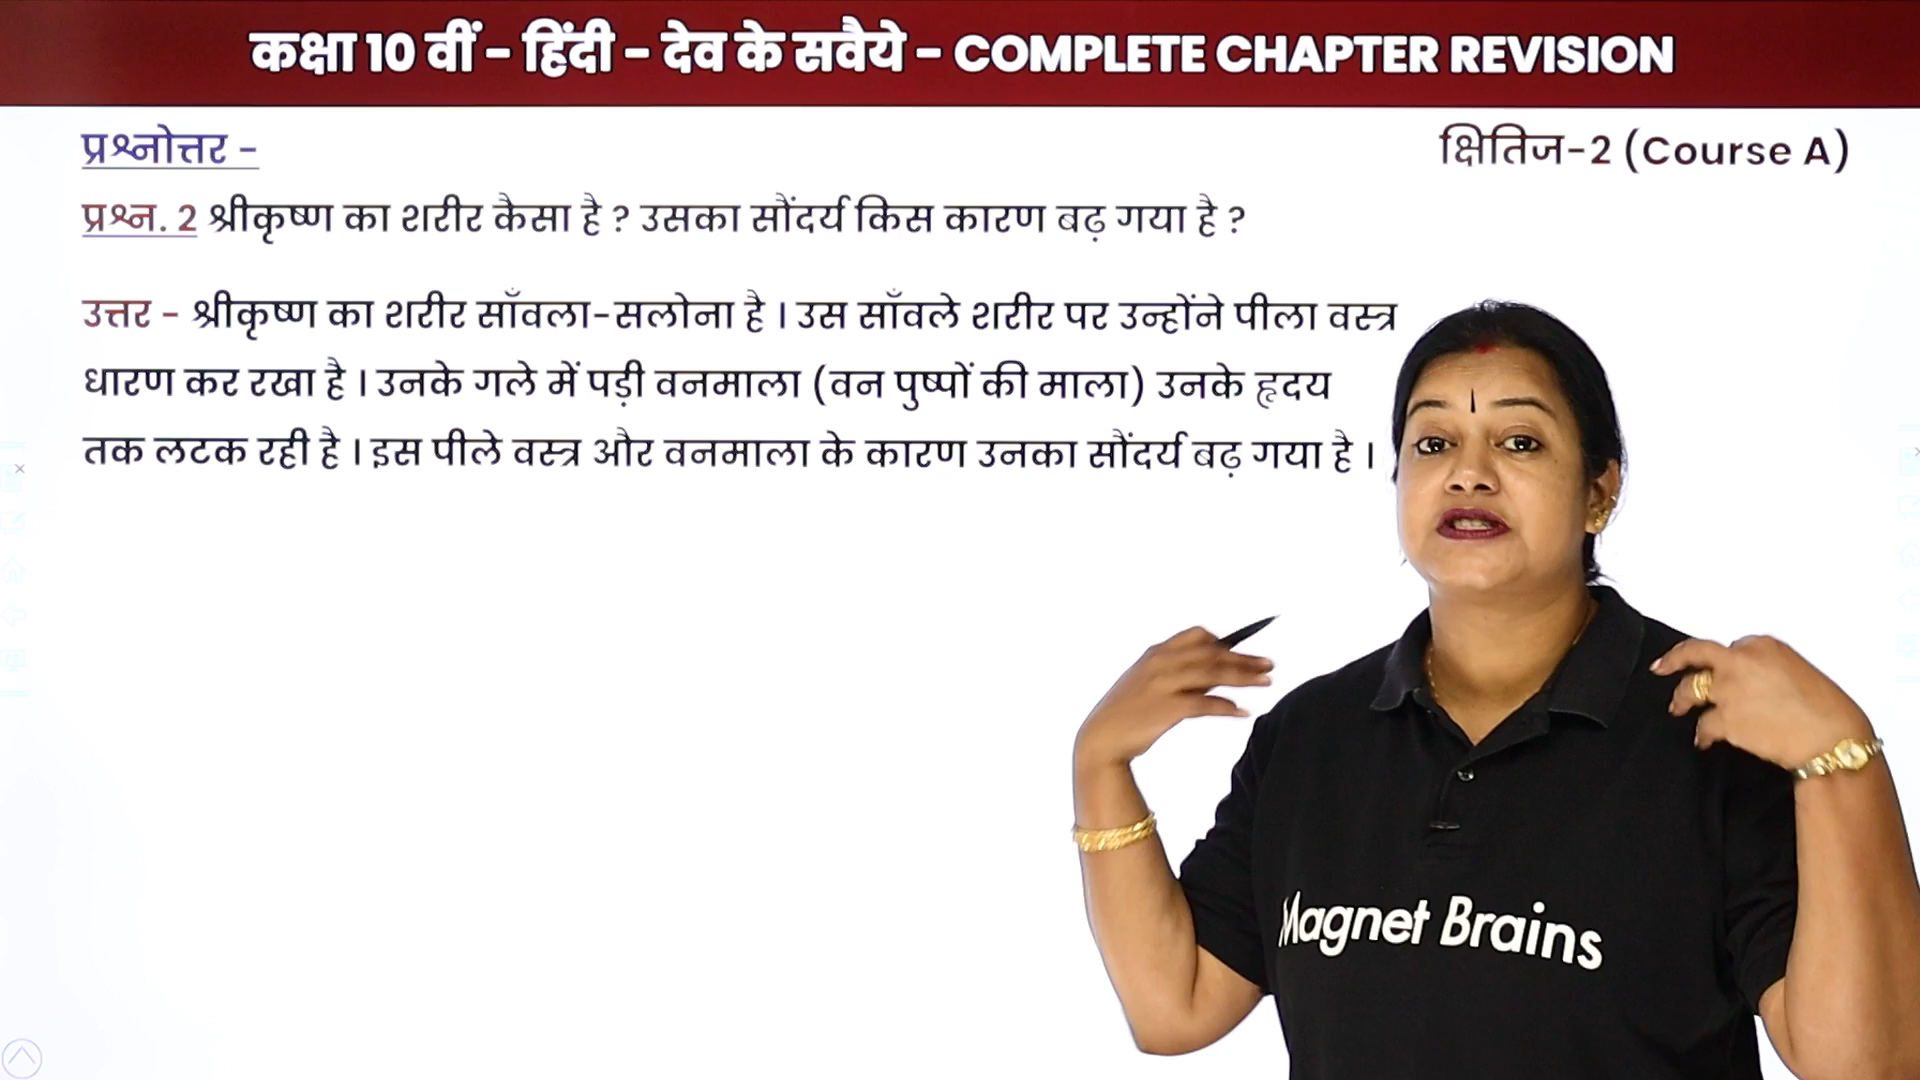 कक्षा 10 वीं - हिंदी - देव के सवैये - COMPLETE CHAPTER REVISION
प्रश्नोत्तर -
क्षितिज-2 (Course A)
प्रश्न. 2 श्रीकृष्ण का शरीर कैसा है ? उसका सौंदर्य किस कारण बढ़ गया है ?
उत्तर - श्रीकृष्ण का शरीर साँवला-सलोना है । उस साँवले शरीर पर उन्होंने पीला वस्त्र
धारण कर रखा है । उनके गले में पड़ी वनमाला (वन पुष्पों की माला) उनके हृदय
तक लटक रही है । इस पीले वस्त्र और वनमाला के कारण उनका सौंदर्य बढ़ गया है ।
Magnet Brains